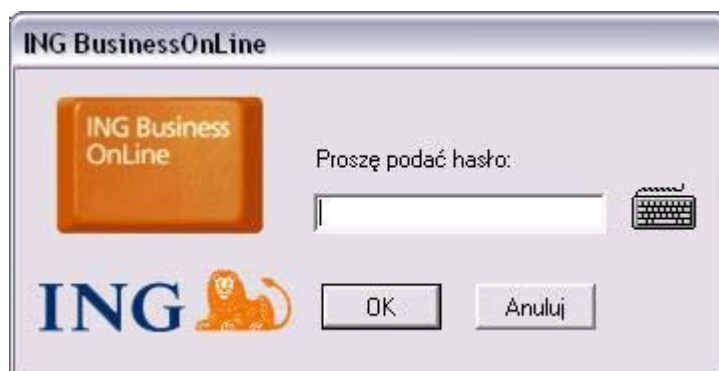 ING BusinessOnLine
ING Business
OnLine
Proszę podać hasło:
ING
OK
Anuluj